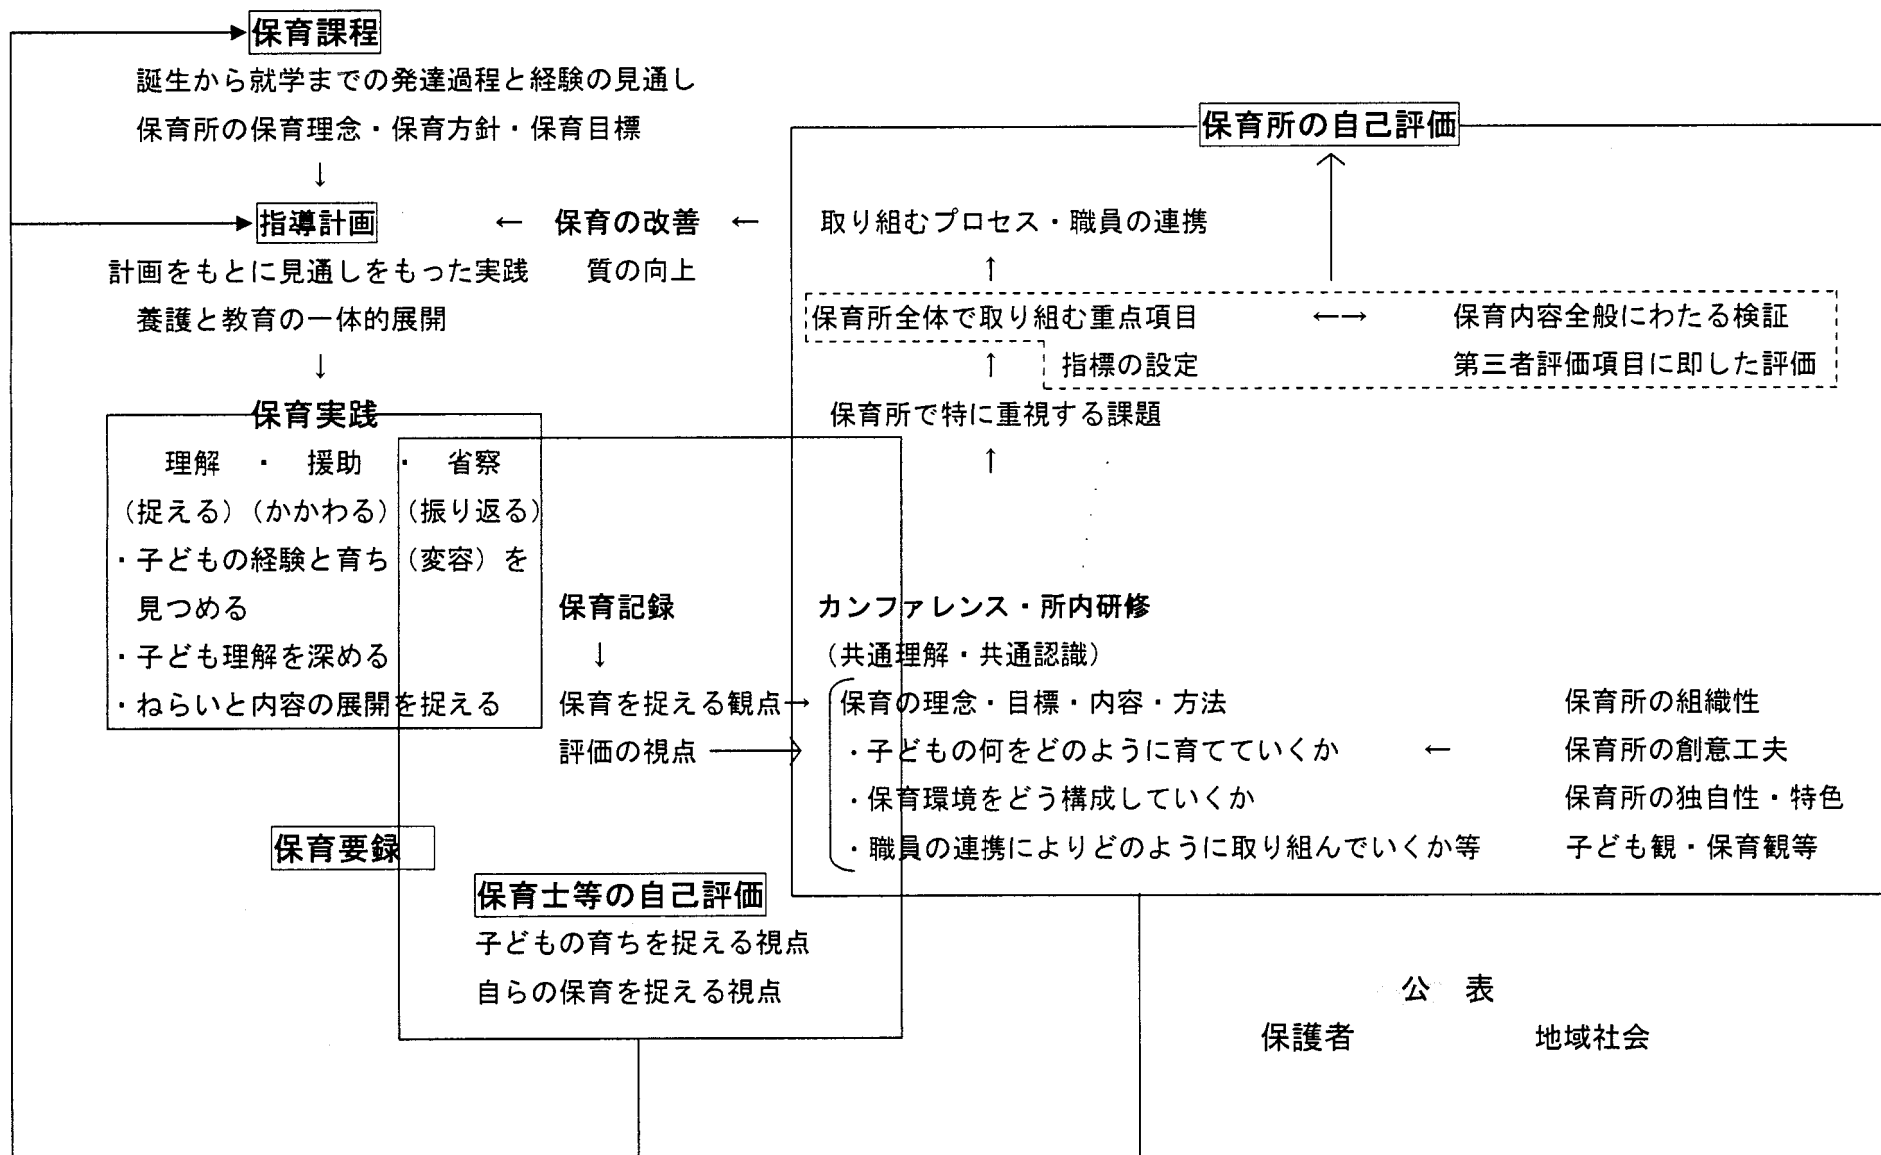 保育課程
誕生から就学までの発達過程と経験の見通し
保育所の保育理念・保育方針・保育目標
↓
指導計画
← 保育の改善 ←
計画をもとに見通しをもった実践
質の向上
養護と教育の一体的展開
↓
保育実践
理解 ・ 援助 ・ 省察
（捉える）（かかわる）（振り返る）
・子どもの経験と育ち（変容）を
見つめる
・子ども理解を深める
・ねらいと内容の展開を捉える
保育記録
↓
保育を捉える観点→
評価の視点
保育要録
保育士等の自己評価
子どもの育ちを捉える視点
自らの保育を捉える視点
保育所の自己評価
取り組むプロセス・職員の連携
↑
保育所全体で取り組む重点項目 ←→ 保育内容全般にわたる検証
↑ 指標の設定 第三者評価項目に即した評価
保育所で特に重視する課題
↑
カンファレンス・所内研修
（共通理解・共通認識）
保育の理念・目標・内容・方法
・子どもの何をどのように育てていくか ←
・保育環境をどう構成していくか
・職員の連携によりどのように取り組んでいくか等
保育所の組織性
保育所の創意工夫
保育所の独自性・特色
子ども観・保育観等
公 表
保護者 地域社会